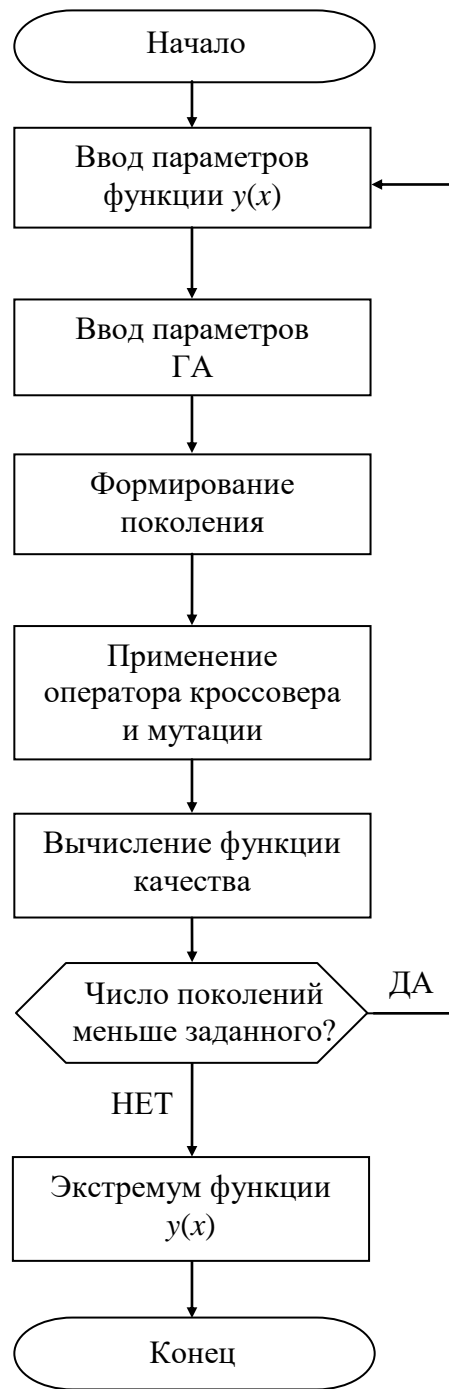 Начало
Ввод параметров
функции y(x)
Ввод параметров
ГА
Формирование
поколения
Применение
оператора кроссовера
и мутации
Вычисление функции
качества
Число поколений
меньше заданного?
ДА
НЕТ
Экстремум функции
y(x)
Конец